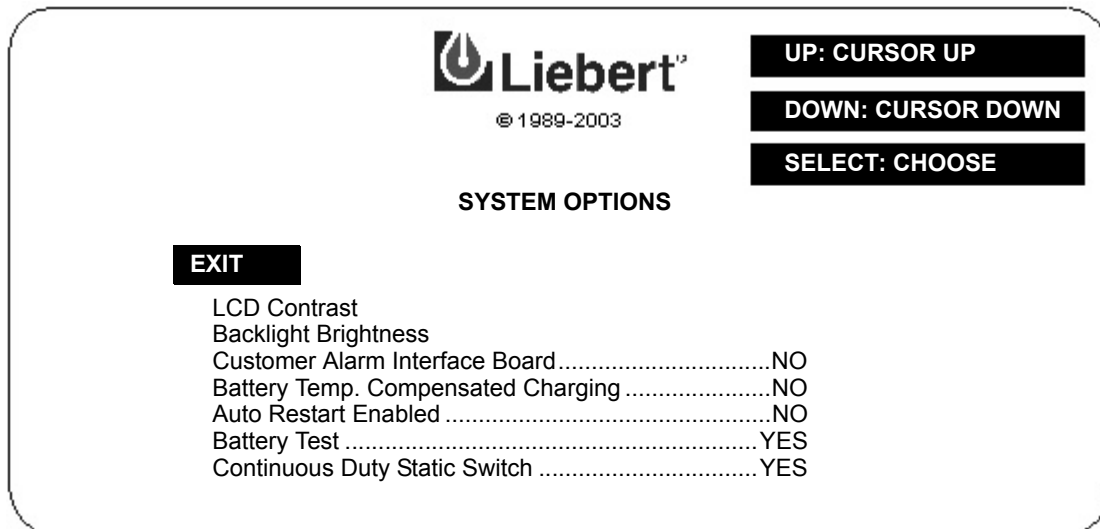 Liebert
UP: CURSOR UP
© 1989-2003
DOWN: CURSOR DOWN
SELECT: CHOOSE
SYSTEM OPTIONS
EXIT
LCD Contrast
Backlight Brightness
Customer Alarm Interface Board...............................NO
Battery Temp. Compensated Charging .....................NO
Auto Restart Enabled ................................................NO
Battery Test ............................................................YES
Continuous Duty Static Switch ................................YES